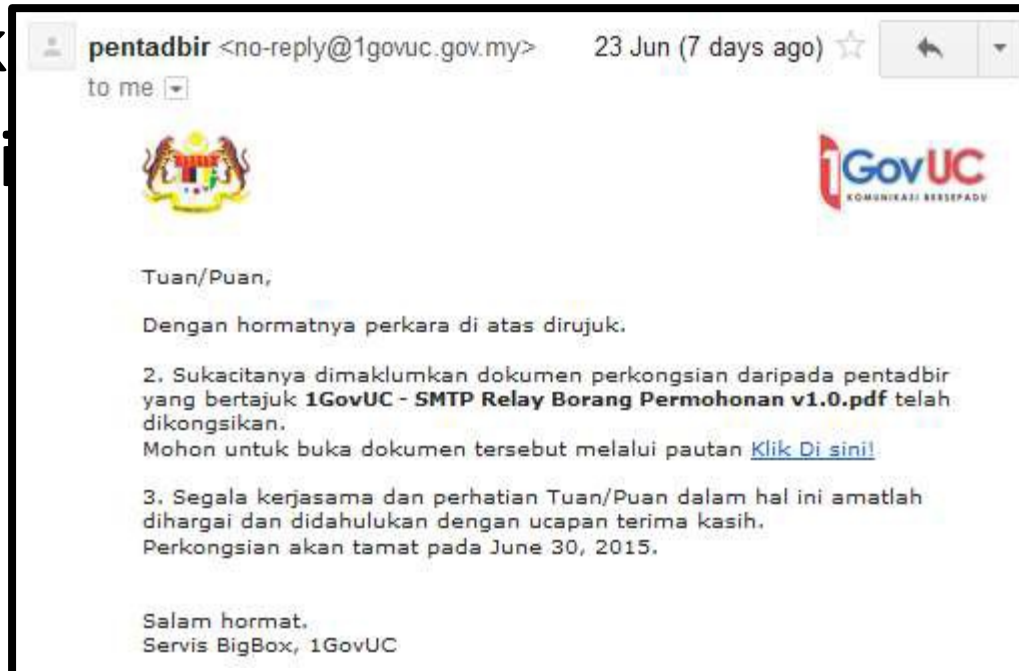 pentadbir <no-reply@1govuc.gov.my> 23 Jun (7 days ago)
to me
1GovUC
KOMUNIKASI BERSEPADU
Tuan/Puan,
Dengan hormatnya perkara di atas dirujuk.
2. Sukacitanya dimaklumkan dokumen perkongsian daripada pentadbir
yang bertajuk 1GovUC - SMTP Relay Borang Permohonan v1.0.pdf telah
dikongsikan.
Mohon untuk buka dokumen tersebut melalui pautan Klik Di sini!
3. Segala kerjasama dan perhatian Tuan/Puan dalam hal ini amatlah
dihargai dan didahulukan dengan ucapan terima kasih.
Perkongsian akan tamat pada June 30, 2015.
Salam hormat.
Servis BigBox, 1GovUC